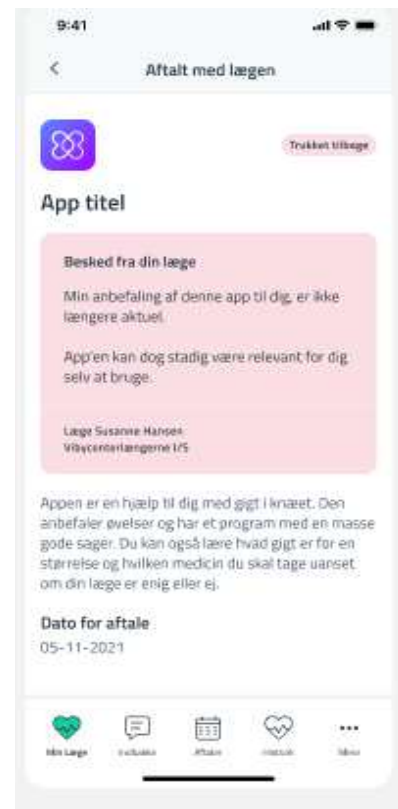 9:41
Aftalt med lægen
Trukket tilbage
App titel
Besked fra din læge
Min anbefaling af denne app til dig, er ikke
længere aktuel.
App'en kan dog stadig være relevant for dig
selv at bruge.
Læge Susanne Hansen
Vibycenterlægerne I/S
Appen er en hjælp til dig med gigt i knæet. Den
anbefaler øvelser og har et program med en masse
gode sager. Du kan også lære hvad gigt er for en
størrelse og hvilken medicin du skal tage uanset
om din læge er enig eller ej.
Dato for aftale
05-11-2021
Min Læge Aftaler Mere